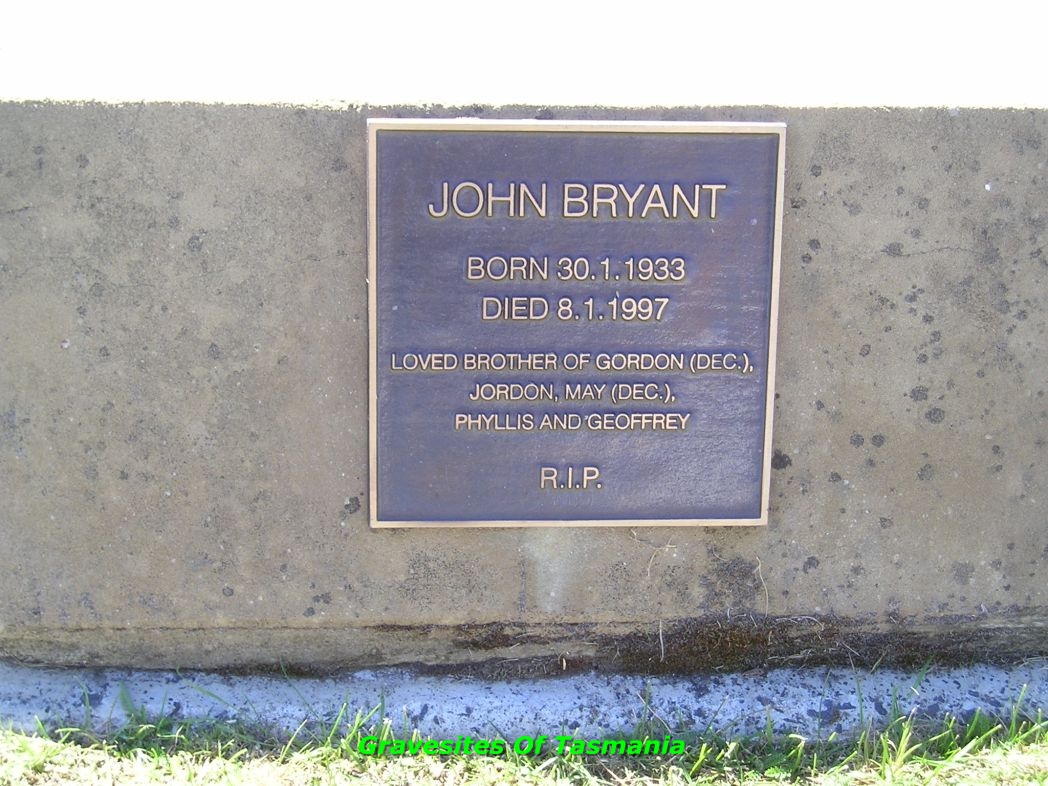 JOHN BRYANT
BORN 30.1.1933
DIED 8.1.1997
LOVED BROTHER OF GORDON (DEC.),
JORDON, MAY (DEC.),
PHYLLIS AND GEOFFREY
R.I.P.
Gravesites Of Tasmania